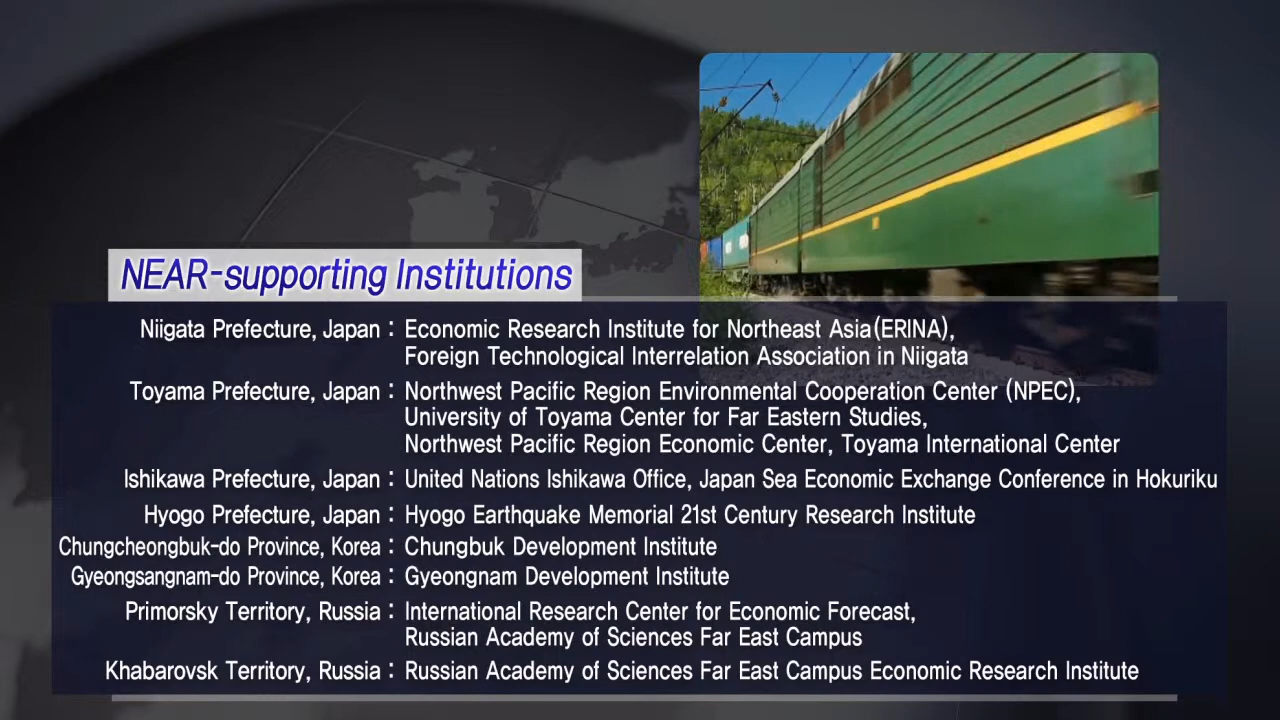 NEAR-supporting Institutions
Niigata Prefecture, Japan : Economic Research Institute for Northeast Asia(ERINA),
Foreign Technological Interrelation Association in Niigata
Toyama Prefecture, Japan : Northwest Pacific Region Environmental Cooperation Center (NPEC),
University of Toyama Center for Far Eastern Studies,
Northwest Pacific Region Economic Center, Toyama International Center
Ishikawa Prefecture, Japan : United Nations Ishikawa Office, Japan Sea Economic Exchange Conference in Hokuriku
Hyogo Prefecture, Japan : Hyogo Earthquake Memorial 21st Century Research Institute
Chungcheongbuk-do Province, Korea : Chungbuk Development Institute
Gyeongsangnam-do Province, Korea : Gyeongnam Development Institute
Primorsky Territory, Russia : International Research Center for Economic Forecast,
Russian Academy of Sciences Far East Campus
Khabarovsk Territory, Russia : Russian Academy of Sciences Far East Campus Economic Research Institute